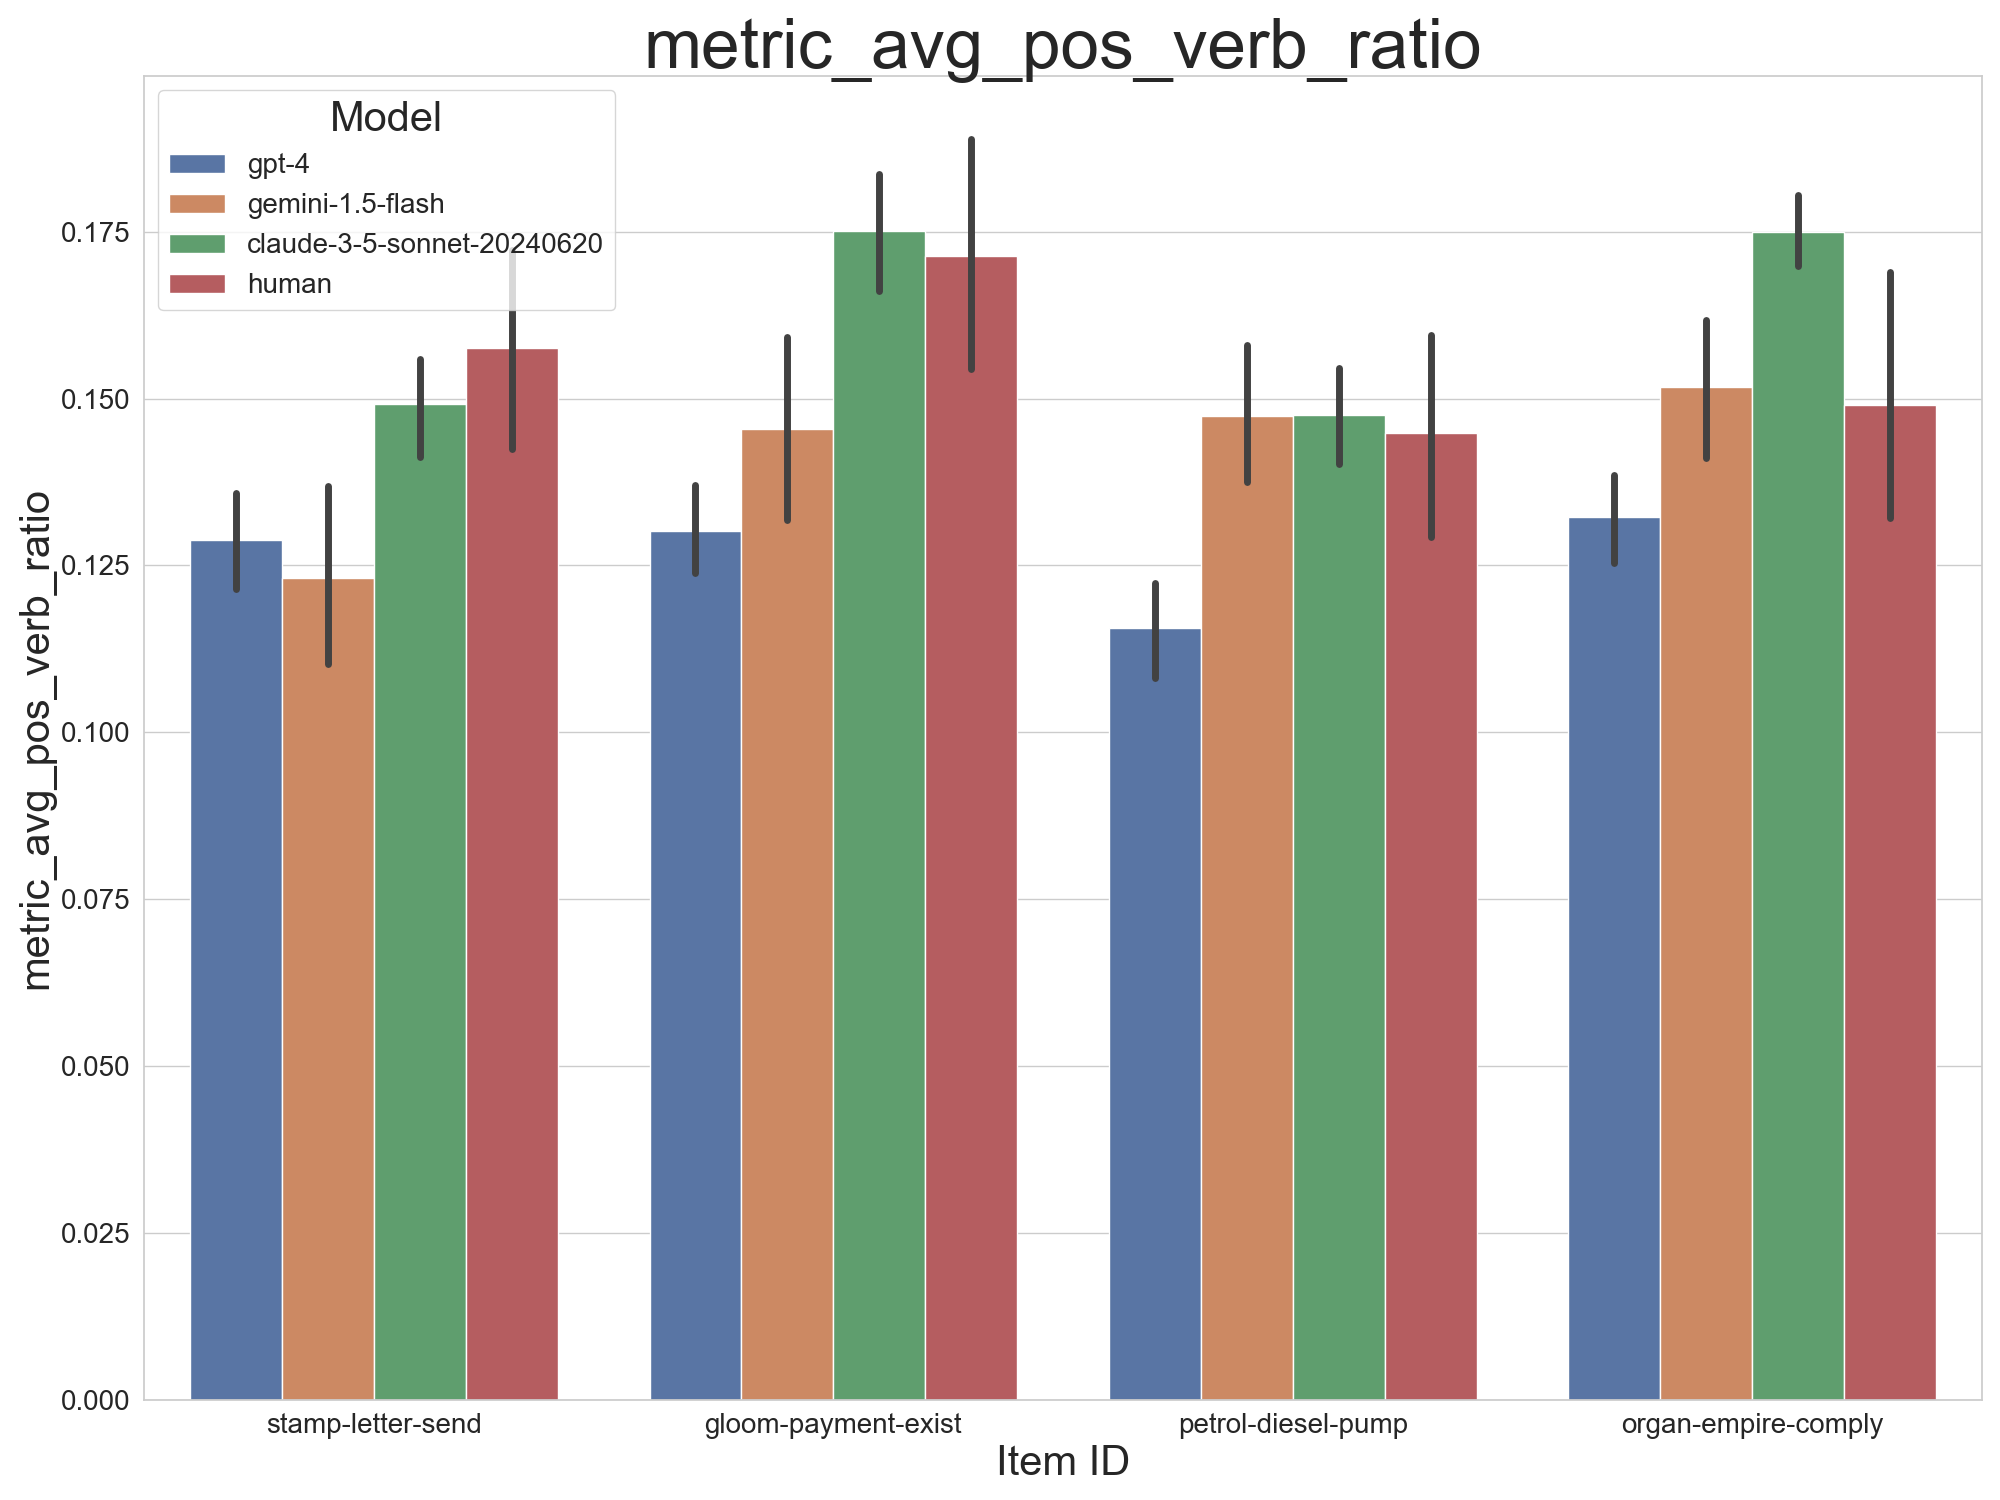 metric_avg_pos_verb_ratio
Model
gpt-4
gemini-1.5-flash
claude-3-5-sonnet-20240620
human
metric_avg_pos_verb_ratio
0.175
0.150
0.125
0.100
0.075
0.050
0.025
0.000
stamp-letter-send
gloom-payment-exist
petrol-diesel-pump
organ-empire-comply
Item ID